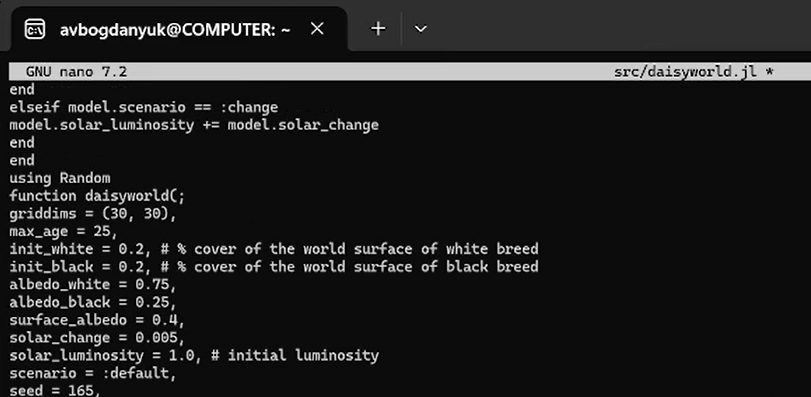 avbogdanyuk@COMPUTER: ~
GNU nano 7.2 src/daisyworld.jl *
end
elseif model.scenario == :change
model.solar_luminosity += model.solar_change
end
end
using Random
function daisyworld(;
griddims = (30, 30),
max_age = 25,
init_white = 0.2, # % cover of the world surface of white breed
init_black = 0.2, # % cover of the world surface of black breed
albedo_white = 0.75,
albedo_black = 0.25,
surface_albedo = 0.4,
solar_change = 0.005,
solar_luminosity = 1.0, # initial luminosity
scenario = :default,
seed = 165,